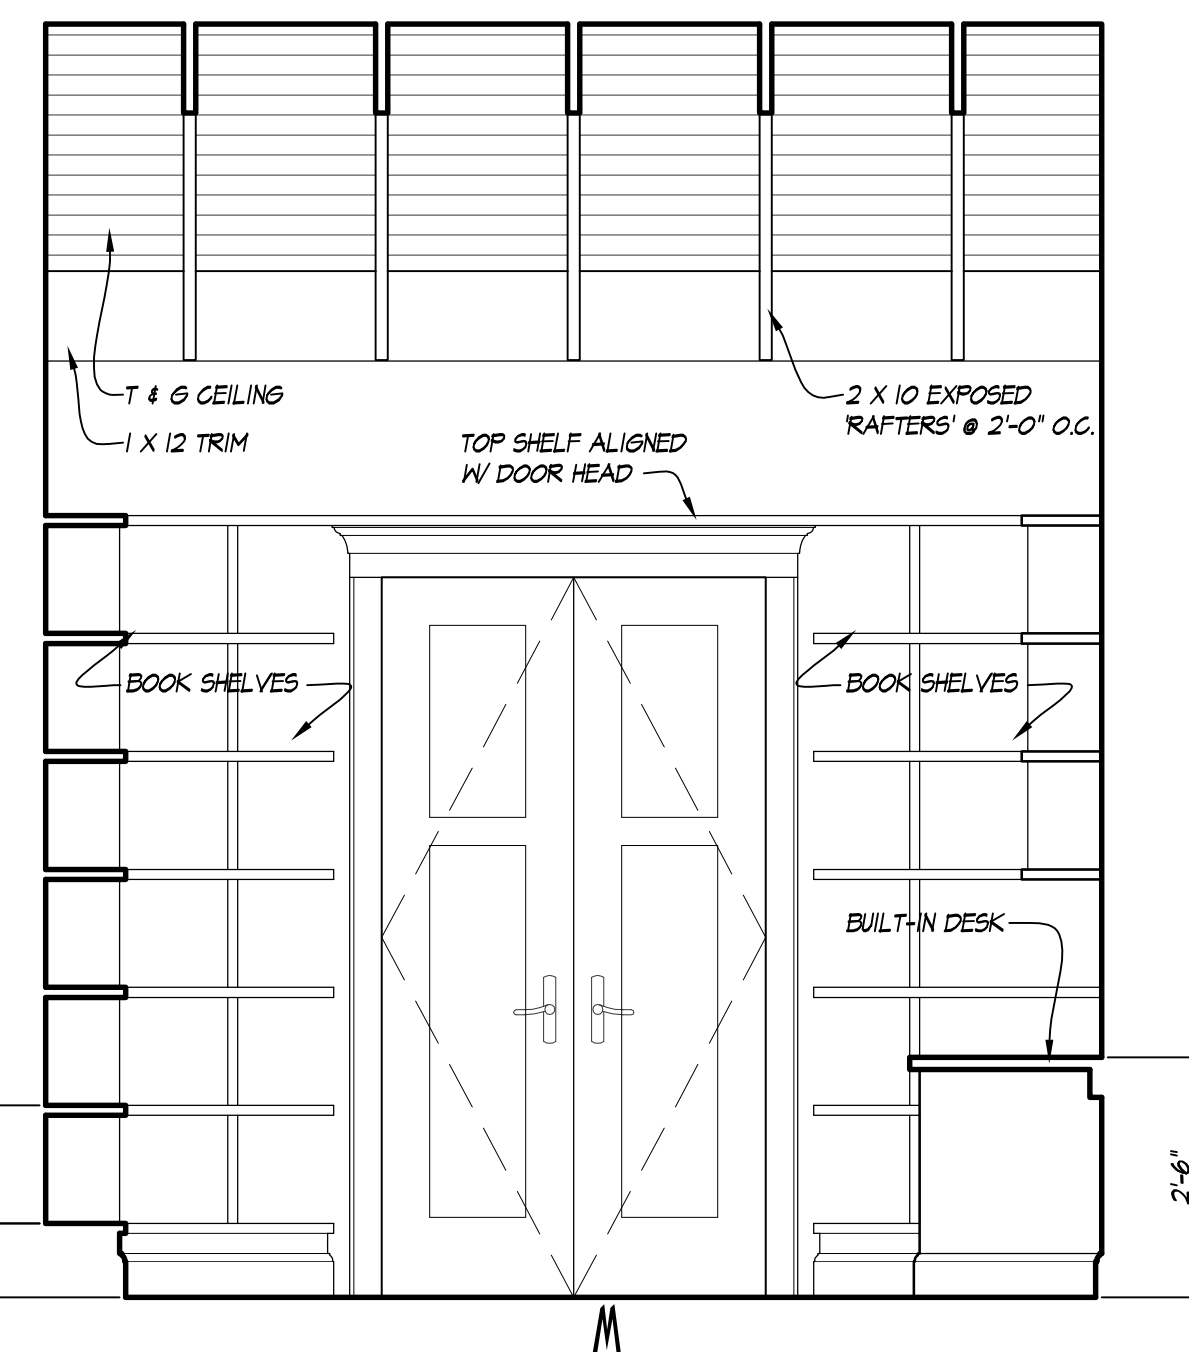 T & G CEILING
1 X 12 TRIM
2 X 10 EXPOSED
'RAFTERS' @ 2'-0" O.C.
TOP SHELF ALIGNED
W/ DOOR HEAD
BOOK SHELVES
BOOK SHELVES
BUILT-IN DESK
2'-6"